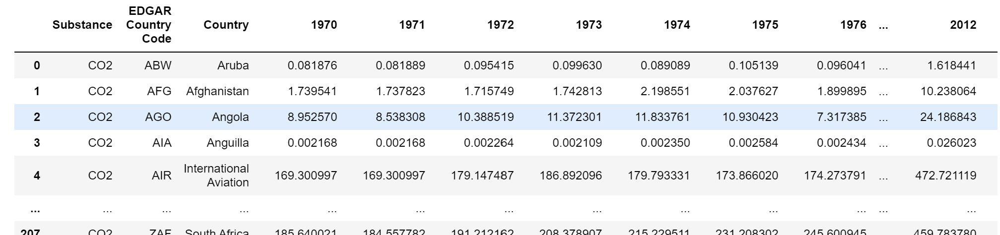 Substance EDGAR Country Code Country 1970 1971 1972 1973 1974 1975 1976 ... 2012
0 CO2 ABW Aruba 0.081876 0.081889 0.095415 0.099630 0.089089 0.105139 0.096041 ... 1.618441
1 CO2 AFG Afghanistan 1.739541 1.737823 1.715749 1.742813 2.198551 2.037627 1.899895 ... 10.238064
2 CO2 AGO Angola 8.952570 8.538308 10.388519 11.372301 11.833761 10.930423 7.317385 ... 24.186843
3 CO2 AIA Anguilla 0.002168 0.002168 0.002264 0.002109 0.002350 0.002584 0.002434 ... 0.026023
4 CO2 AIR International Aviation 169.300997 169.300997 179.147487 186.892096 179.793331 173.866020 174.273791 ... 472.721119
... ... ... ... ... ... ... ... ... ... ... ... ...
207 CO2 ZAF South Africa 185.640021 184.557782 191.212162 208.378907 215.229511 231.208302 245.600945 ... 459.783780